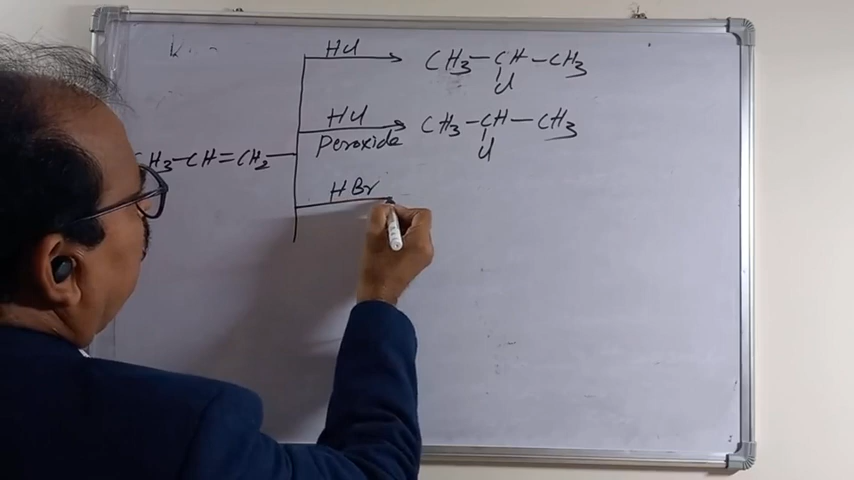 HCl
CH3-CH-CH3
Cl
HCl
Peroxide
CH3-CH-CH3
Cl
CH3-CH=CH2
HBr